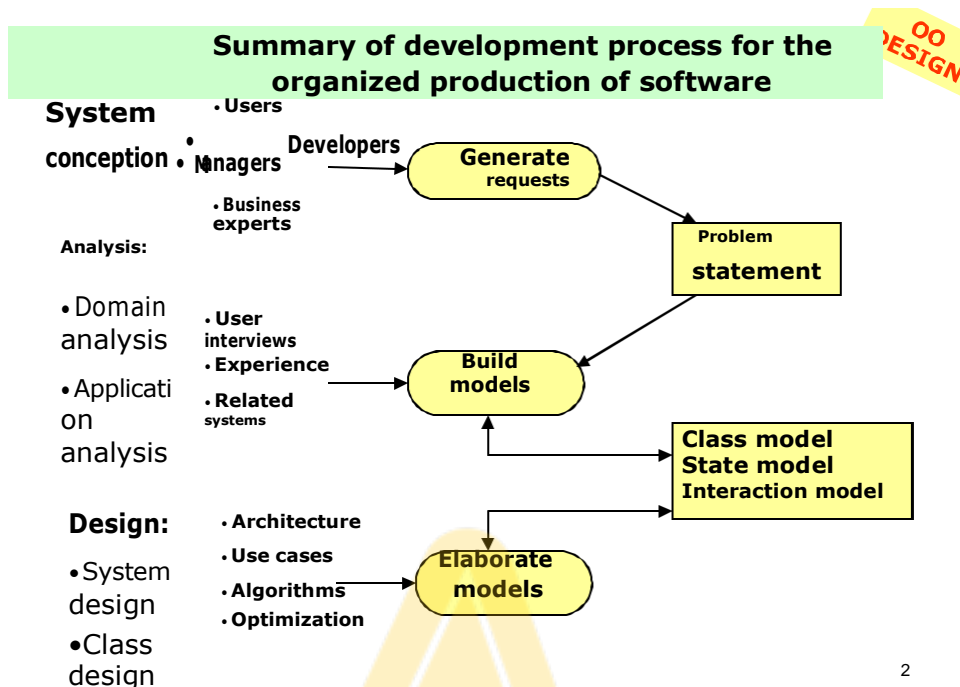 OO
DESIGN
Summary of development process for the
organized production of software
System
conception
• Users
•
• Managers
Developers
• Business
experts
Generate
requests
Problem
statement
Analysis:
• Domain
analysis
• Applicati
on
analysis
• User
interviews
• Experience
• Related
systems
Build
models
Class model
State model
Interaction model
Design:
• System
design
• Class
design
• Architecture
• Use cases
• Algorithms
• Optimization
Elaborate
models
2